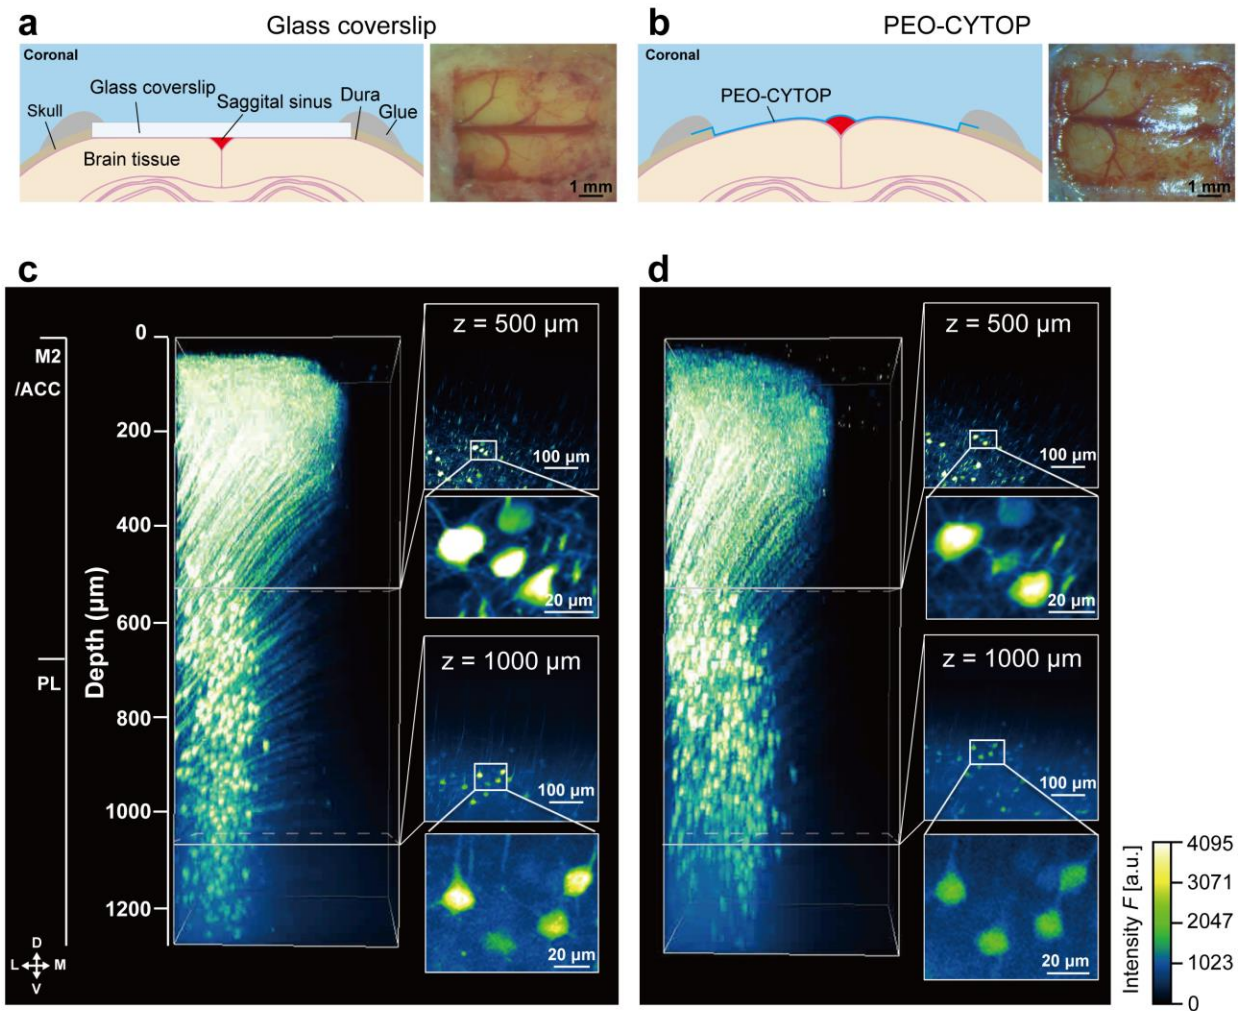 a
Glass coverslip
Coronal
Glass coverslip
Saggital sinus
Dura
Skull
Glue
Brain tissue
1 mm
b
PEO-CYTOP
Coronal
PEO-CYTOP
1 mm
c
0
M2
/ACC
200
400
600
PL
800
1000
1200
Depth (µm)
D
L
M
V
z = 500 µm
100 µm
20 µm
z = 1000 µm
100 µm
20 µm
d
z = 500 µm
100 µm
20 µm
z = 1000 µm
100 µm
20 µm
Intensity F [a.u.]
4095
3071
2047
1023
0